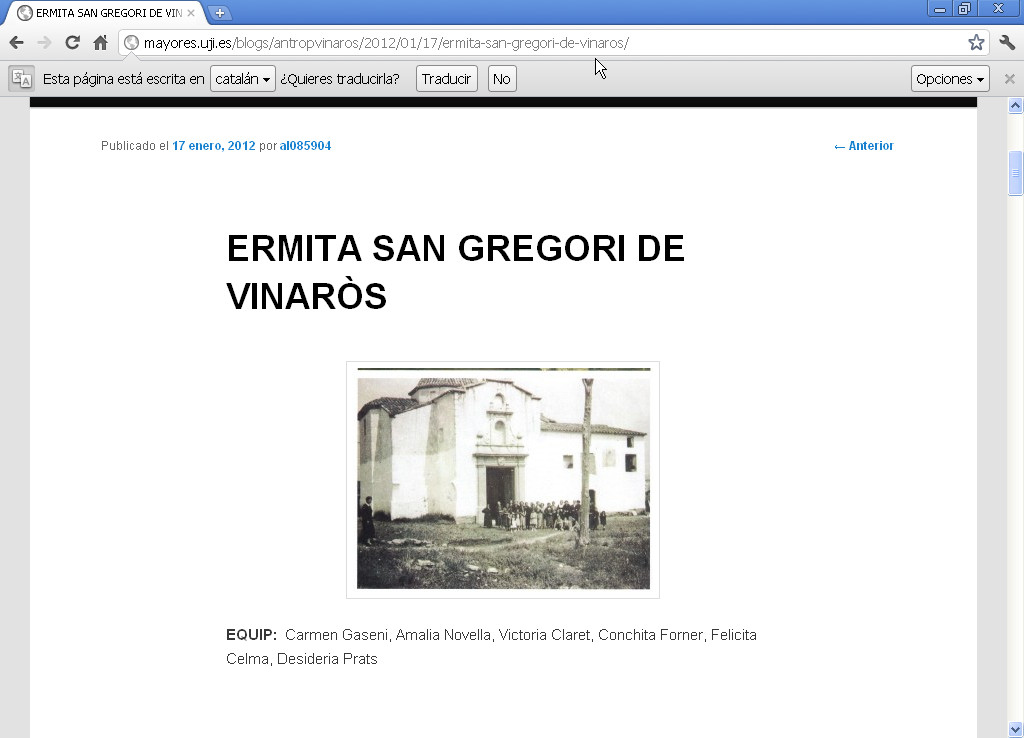 ERMITA SAN GREGORI DE VIN
mayores.uji.es/blogs/antropvinaros/2012/01/17/ermita-san-gregori-de-vinaros/
Esta página está escrita en catalán ¿Quieres traducirla? Traducir No Opciones
Publicado el 17 enero, 2012 por al085904 ← Anterior
ERMITA SAN GREGORI DE
VINARÒS
EQUIP: Carmen Gaseni, Amalia Novella, Victoria Claret, Conchita Forner, Felicita
Celma, Desideria Prats